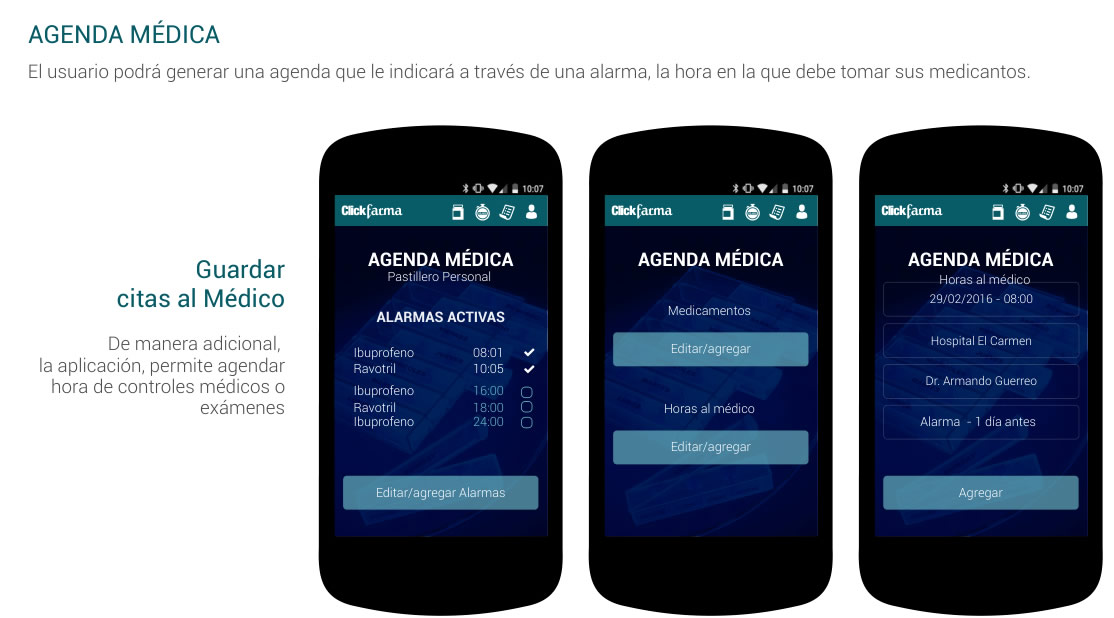 AGENDA MÉDICA
El usuario podrá generar una agenda que le indicará a través de una alarma, la hora en la que debe tomar sus medicantos.
Guardar
citas al Médico
De manera adicional,
la aplicación, permite agendar
hora de controles médicos o
exámenes
10:07
Clickfarma
AGENDA MÉDICA
Pastillero Personal
ALARMAS ACTIVAS
Ibuprofeno 08:01
Ravotril 10:05
Ibuprofeno 16:00
Ravotril 18:00
Ibuprofeno 24:00
Editar/agregar Alarmas
10:07
Clickfarma
AGENDA MÉDICA
Medicamentos
Editar/agregar
Horas al médico
Editar/agregar
10:07
Clickfarma
AGENDA MÉDICA
Horas al médico
29/02/2016 - 08:00
Hospital El Carmen
Dr. Armando Guerreo
Alarma - 1 día antes
Agregar